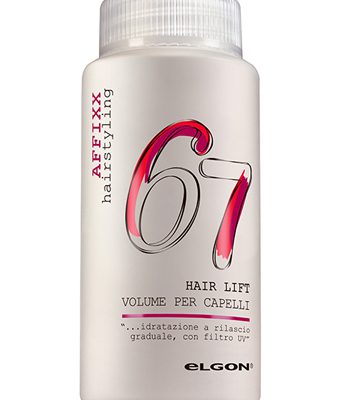 AFFIXX
hairstyling
67
HAIR LIFT
VOLUME PER CAPELLI
“...idratazione a rilascio
graduale, con filtro UV”
eLGON®